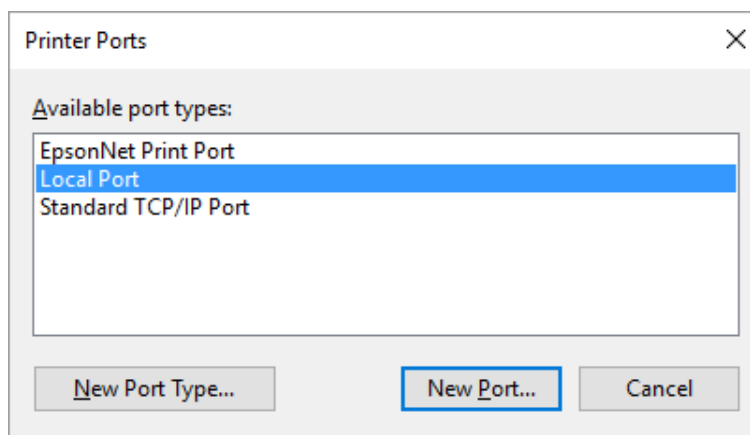 Printer Ports
Available port types:
EpsonNet Print Port
Local Port
Standard TCP/IP Port
New Port Type... New Port... Cancel